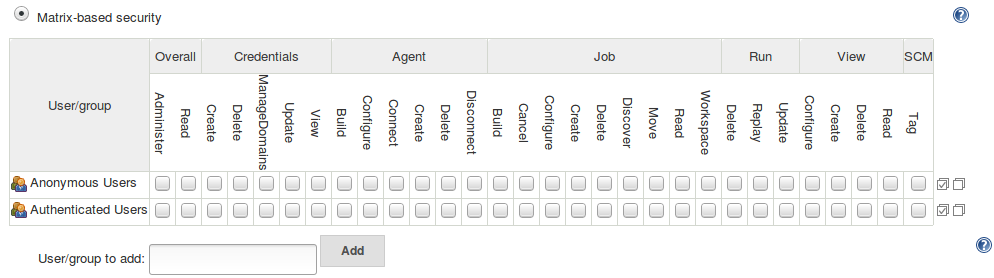 Matrix-based security
User/group Overall Credentials Agent Job Run View SCM
Administer Read Create Delete ManageDomains Update View Build Configure Connect Create Delete Disconnect Build Cancel Configure Create Delete Discover Move Read Workspace Delete Replay Update Configure Create Delete Read Tag
Anonymous Users
Authenticated Users
User/group to add: Add